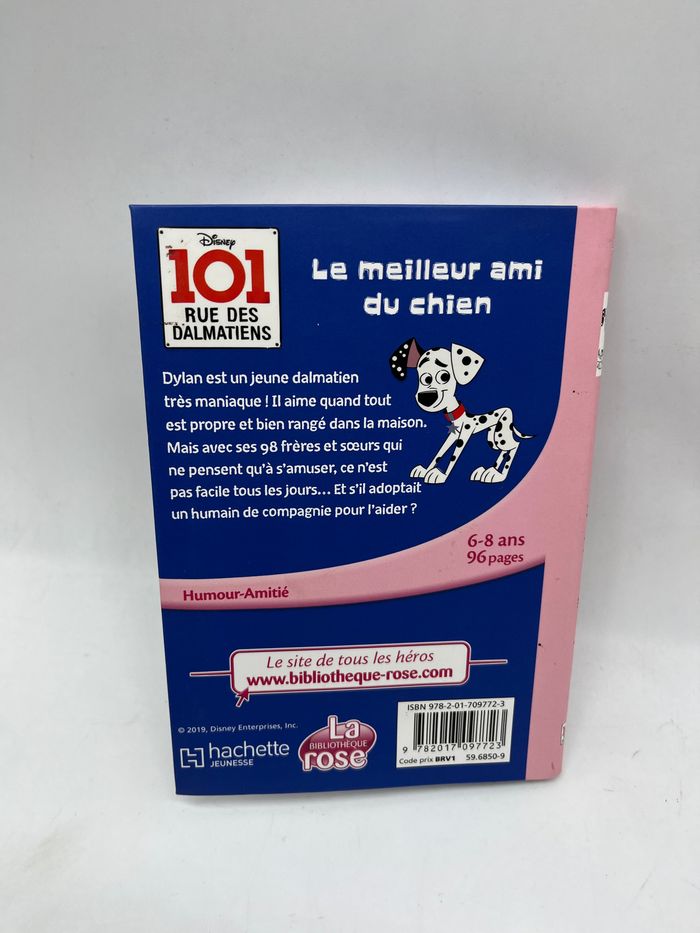 Disney
101
RUE DES
DALMATIENS
Le meilleur ami
du chien
Dylan est un jeune dalmatien
très maniaque ! Il aime quand tout
est propre et bien rangé dans la maison.
Mais avec ses 98 frères et sœurs qui
ne pensent qu'à s'amuser, ce n'est
pas facile tous les jours... Et s'il adoptait
un humain de compagnie pour l'aider ?
6-8 ans
96 pages
Humour-Amitié
Le site de tous les héros
www.bibliotheque-rose.com
© 2019, Disney Enterprises, Inc.
hachette
JEUNESSE
La
BIBLIOTHÈQUE
rose
ISBN 978-2-01-709772-3
9 782017 097723
Code prix BRV1 59.6850-9